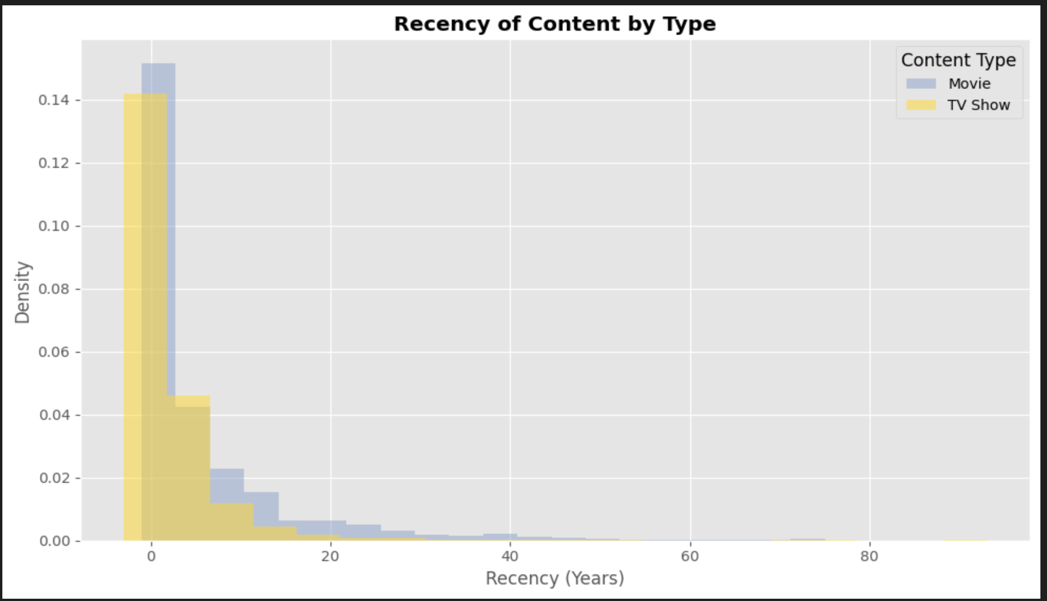 Recency of Content by Type
Content Type
Movie
TV Show
0.14
0.12
0.10
0.08
0.06
0.04
0.02
0.00
Density
0 20 40 60 80
Recency (Years)